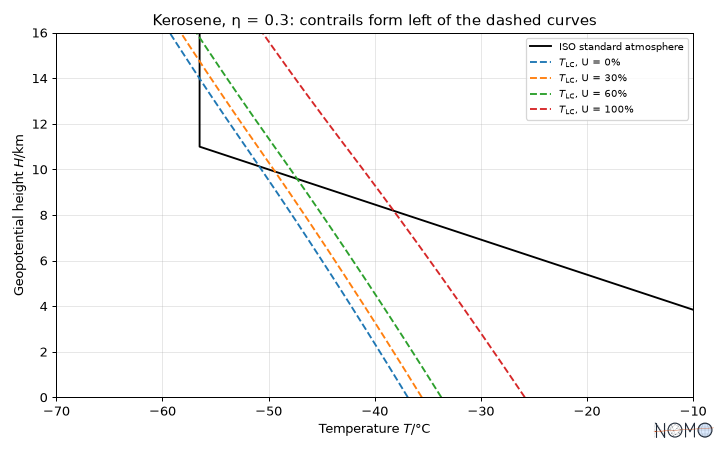 Kerosene, η = 0.3: contrails form left of the dashed curves
16
14
12
10
8
6
4
2
0
Geopotential height H/km
ISO standard atmosphere
T_LC, U = 0%
T_LC, U = 30%
T_LC, U = 60%
T_LC, U = 100%
−70
−60
−50
−40
−30
−20
−10
Temperature T/°C
NOMO